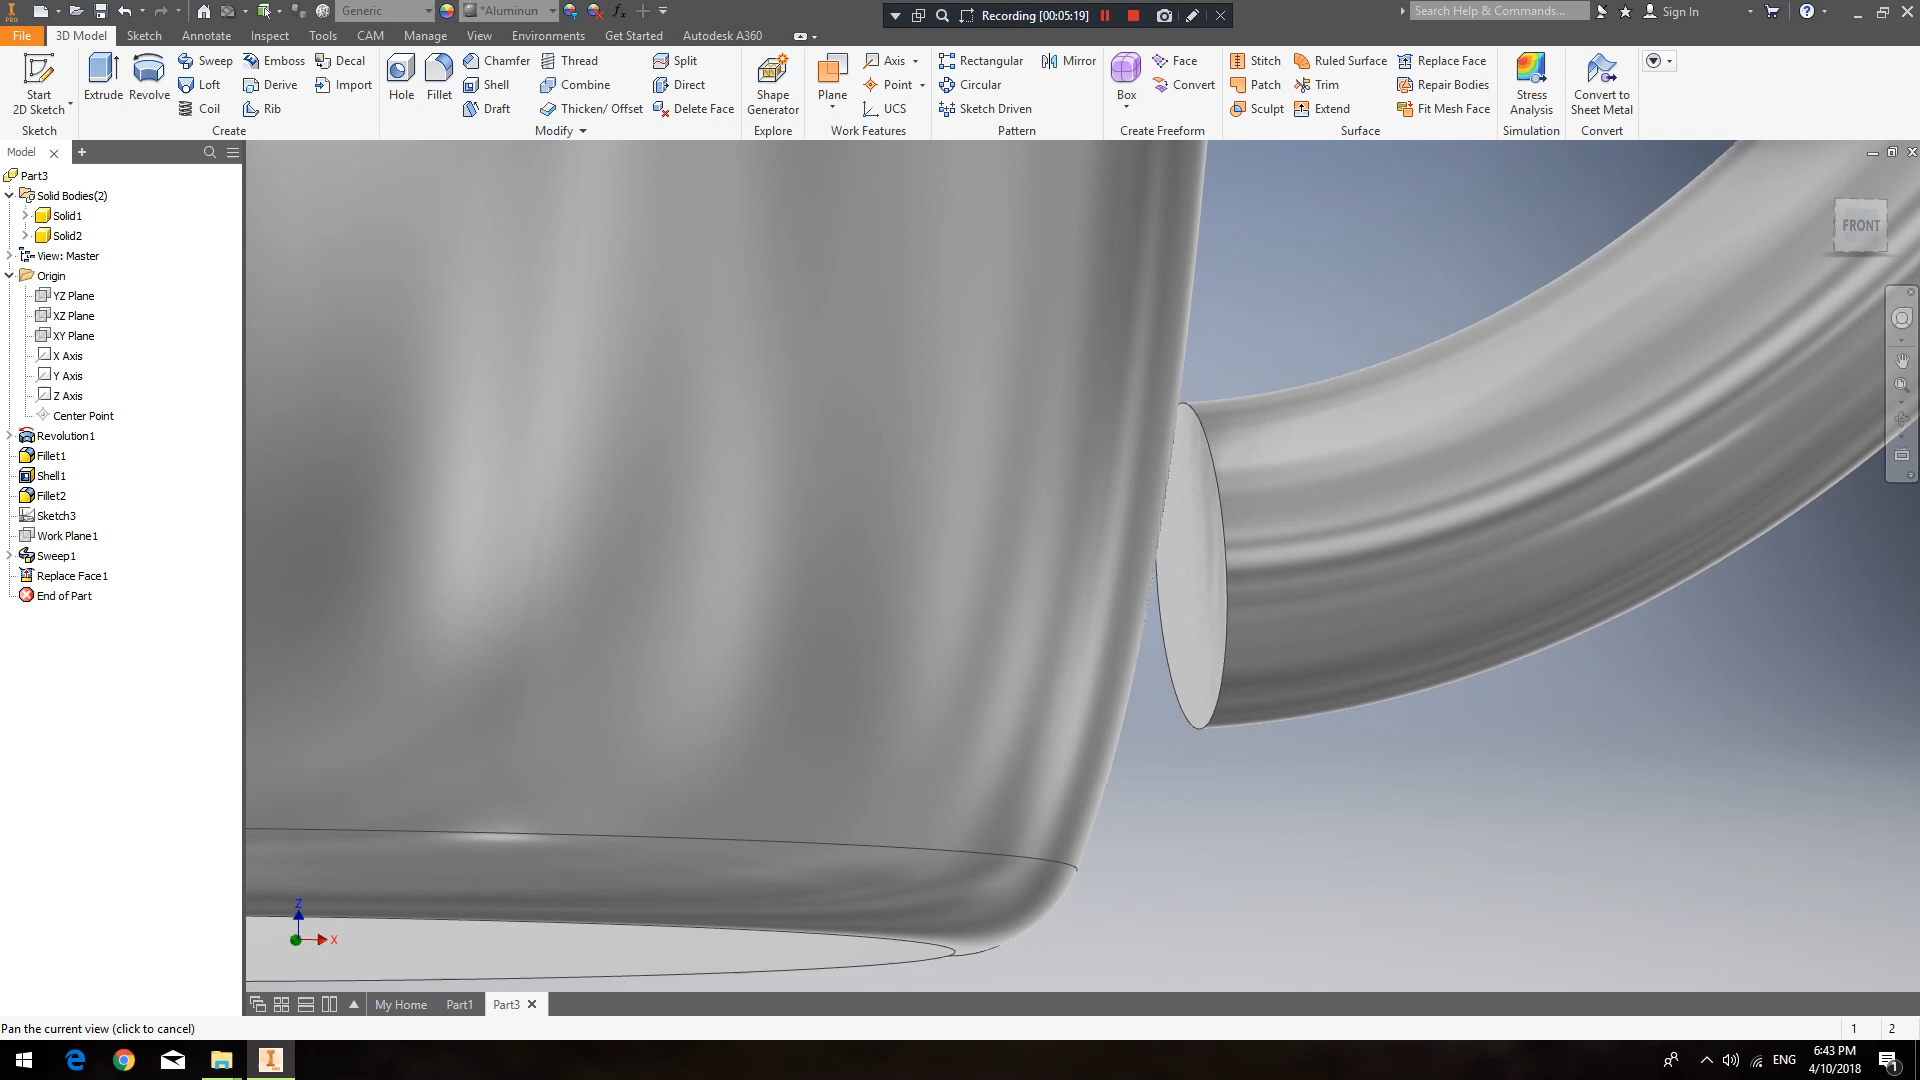 Generic
*Aluminun
Recording [00:05:19]
Search Help & Commands...
Sign In
PRO
File
3D Model
Sketch
Annotate
Inspect
Tools
CAM
Manage
View
Environments
Get Started
Autodesk A360
Start
2D Sketch
Extrude
Revolve
Sweep
Loft
Coil
Emboss
Derive
Rib
Decal
Import
Hole
Fillet
Chamfer
Shell
Draft
Thread
Combine
Thicken/ Offset
Split
Direct
Delete Face
Shape
Generator
Plane
Axis
Point
UCS
Rectangular
Circular
Sketch Driven
Mirror
Box
Face
Convert
Stitch
Patch
Sculpt
Ruled Surface
Trim
Extend
Replace Face
Repair Bodies
Fit Mesh Face
Stress
Analysis
Convert to
Sheet Metal
Sketch
Create
Modify
Explore
Work Features
Pattern
Create Freeform
Surface
Simulation
Convert
Model
Part3
Solid Bodies(2)
Solid1
Solid2
View: Master
Origin
YZ Plane
XZ Plane
XY Plane
X Axis
Y Axis
Z Axis
Center Point
Revolution1
Fillet1
Shell1
Fillet2
Sketch3
Work Plane1
Sweep1
Replace Face1
End of Part
FRONT
Z
X
My Home
Part1
Part3
Pan the current view (click to cancel)
1
2
ENG
6:43 PM
4/10/2018
1